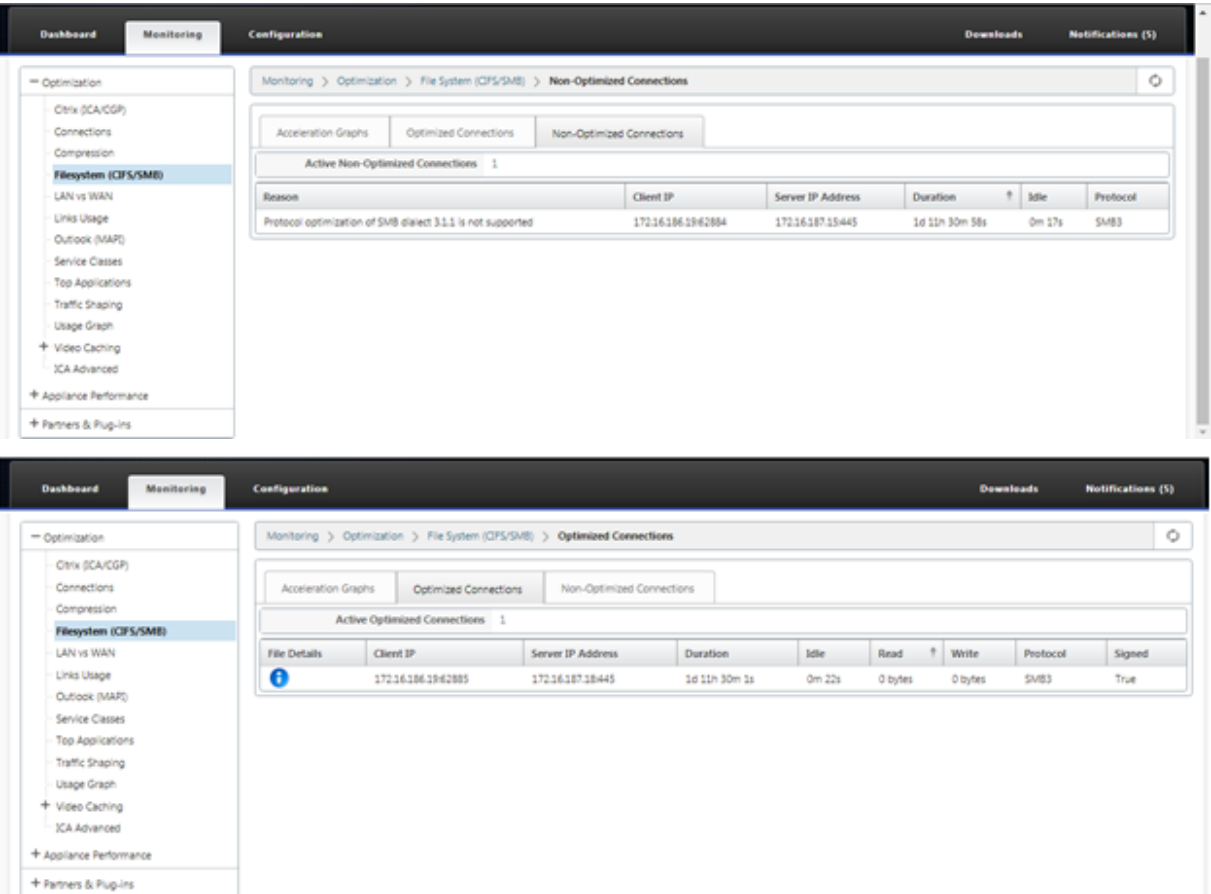 Dashboard Monitoring Configuration Downloads Notifications (5)
Optimization
Monitoring > Optimization > File System (CIFS/SMB) > Non-Optimized Connections
Citrix (ICA/CGP)
Connections
Compression
Filesystem (CIFS/SMB)
LAN vs WAN
Links Usage
Outlook (MAPI)
Service Classes
Top Applications
Traffic Shaping
Usage Graph
Video Caching
ICA Advanced
Appliance Performance
Partners & Plug-ins
Acceleration Graphs Optimized Connections Non-Optimized Connections
Active Non-Optimized Connections 1
Reason Client IP Server IP Address Duration Idle Protocol
Protocol optimization of SMB dialect 3.1.1 is not supported 172.16.186.19:62884 172.16.187.15:445 1d 11h 30m 58s 0m 17s SMB3
Dashboard Monitoring Configuration Downloads Notifications (5)
Optimization
Monitoring > Optimization > File System (CIFS/SMB) > Optimized Connections
Citrix (ICA/CGP)
Connections
Compression
Filesystem (CIFS/SMB)
LAN vs WAN
Links Usage
Outlook (MAPI)
Service Classes
Top Applications
Traffic Shaping
Usage Graph
Video Caching
ICA Advanced
Appliance Performance
Partners & Plug-ins
Acceleration Graphs Optimized Connections Non-Optimized Connections
Active Optimized Connections 1
File Details Client IP Server IP Address Duration Idle Read Write Protocol Signed
172.16.186.19:62885 172.16.187.18:445 1d 11h 30m 1s 0m 22s 0 bytes 0 bytes SMB3 True